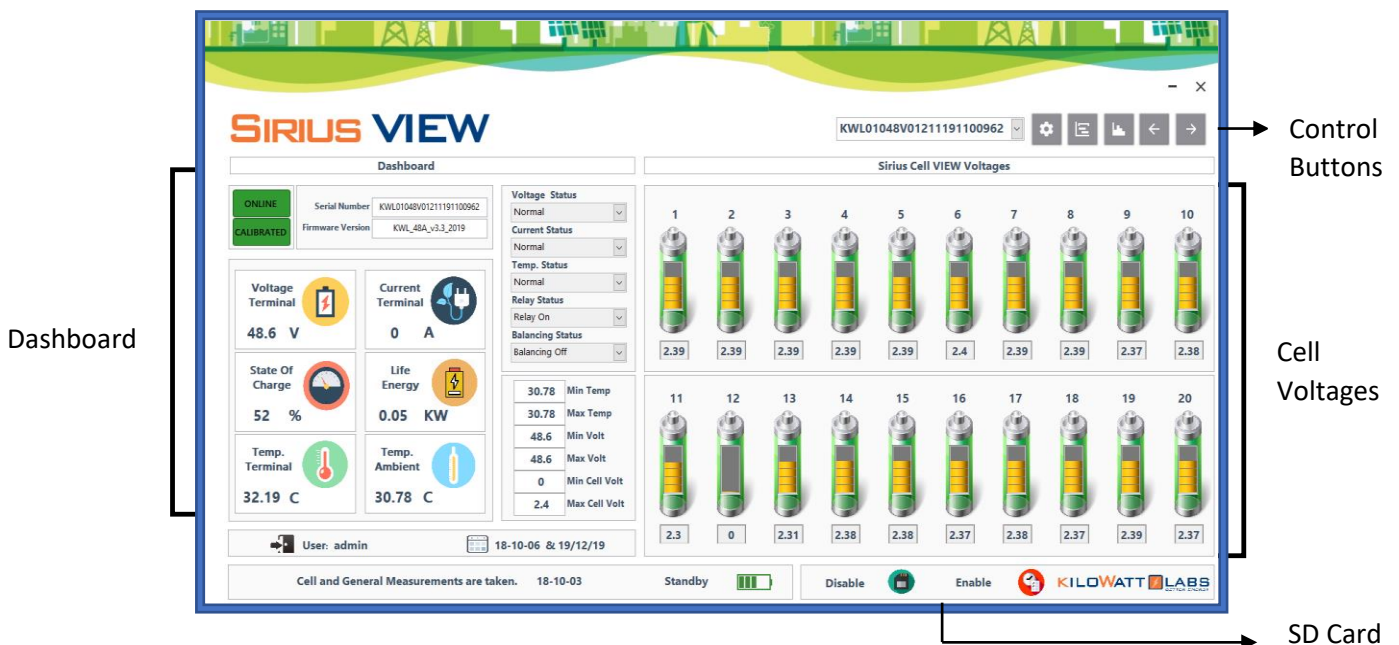 SIRIUS VIEW
KWL01048V01211191100962
Control
Buttons
Dashboard
Sirius Cell VIEW Voltages
ONLINE
CALIBRATED
Serial Number KWL01048V01211191100962
Firmware Version KWL_48A_v3.3_2019
Voltage Status
Normal
Current Status
Normal
Temp. Status
Normal
Relay Status
Relay On
Balancing Status
Balancing Off
Voltage
Terminal
48.6 V
Current
Terminal
0 A
State Of
Charge
52 %
Life
Energy
0.05 KW
Temp.
Terminal
32.19 C
Temp.
Ambient
30.78 C
30.78 Min Temp
30.78 Max Temp
48.6 Min Volt
48.6 Max Volt
0 Min Cell Volt
2.4 Max Cell Volt
1 2 3 4 5 6 7 8 9 10
2.39 2.39 2.39 2.39 2.39 2.4 2.39 2.39 2.37 2.38
11 12 13 14 15 16 17 18 19 20
2.3 0 2.31 2.38 2.38 2.37 2.38 2.37 2.39 2.37
Dashboard
Cell
Voltages
User: admin 18-10-06 & 19/12/19
Cell and General Measurements are taken. 18-10-03 Standby
Disable Enable KILOWATT LABS
SD Card